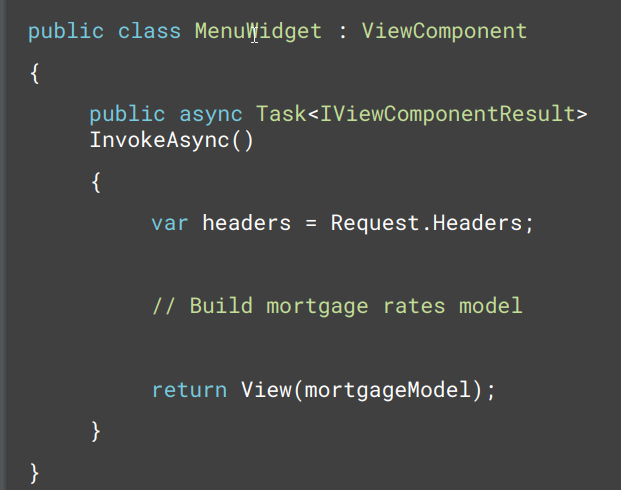 public class MenuWidget : ViewComponent
{
public async Task<IViewComponentResult>
InvokeAsync()
{
var headers = Request.Headers;
// Build mortgage rates model
return View(mortgageModel);
}
}